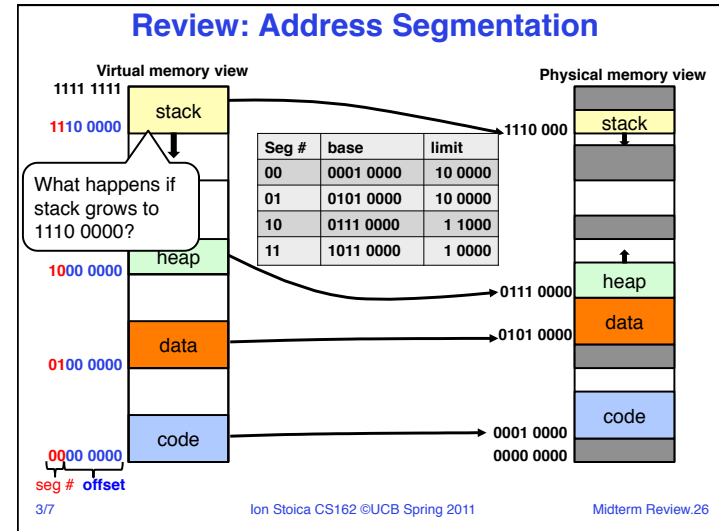 Review: Address Segmentation
Virtual memory view
Physical memory view
1111 1111
stack
1110 0000
What happens if
stack grows to
1110 0000?
heap
1000 0000
data
0100 0000
code
0000 0000
seg # offset
Seg # base limit
00 0001 0000 10 0000
01 0101 0000 10 0000
10 0111 0000 1 1000
11 1011 0000 1 0000
1110 000
stack
heap
0111 0000
data
0101 0000
code
0001 0000
0000 0000
3/7
Ion Stoica CS162 ©UCB Spring 2011
Midterm Review.26